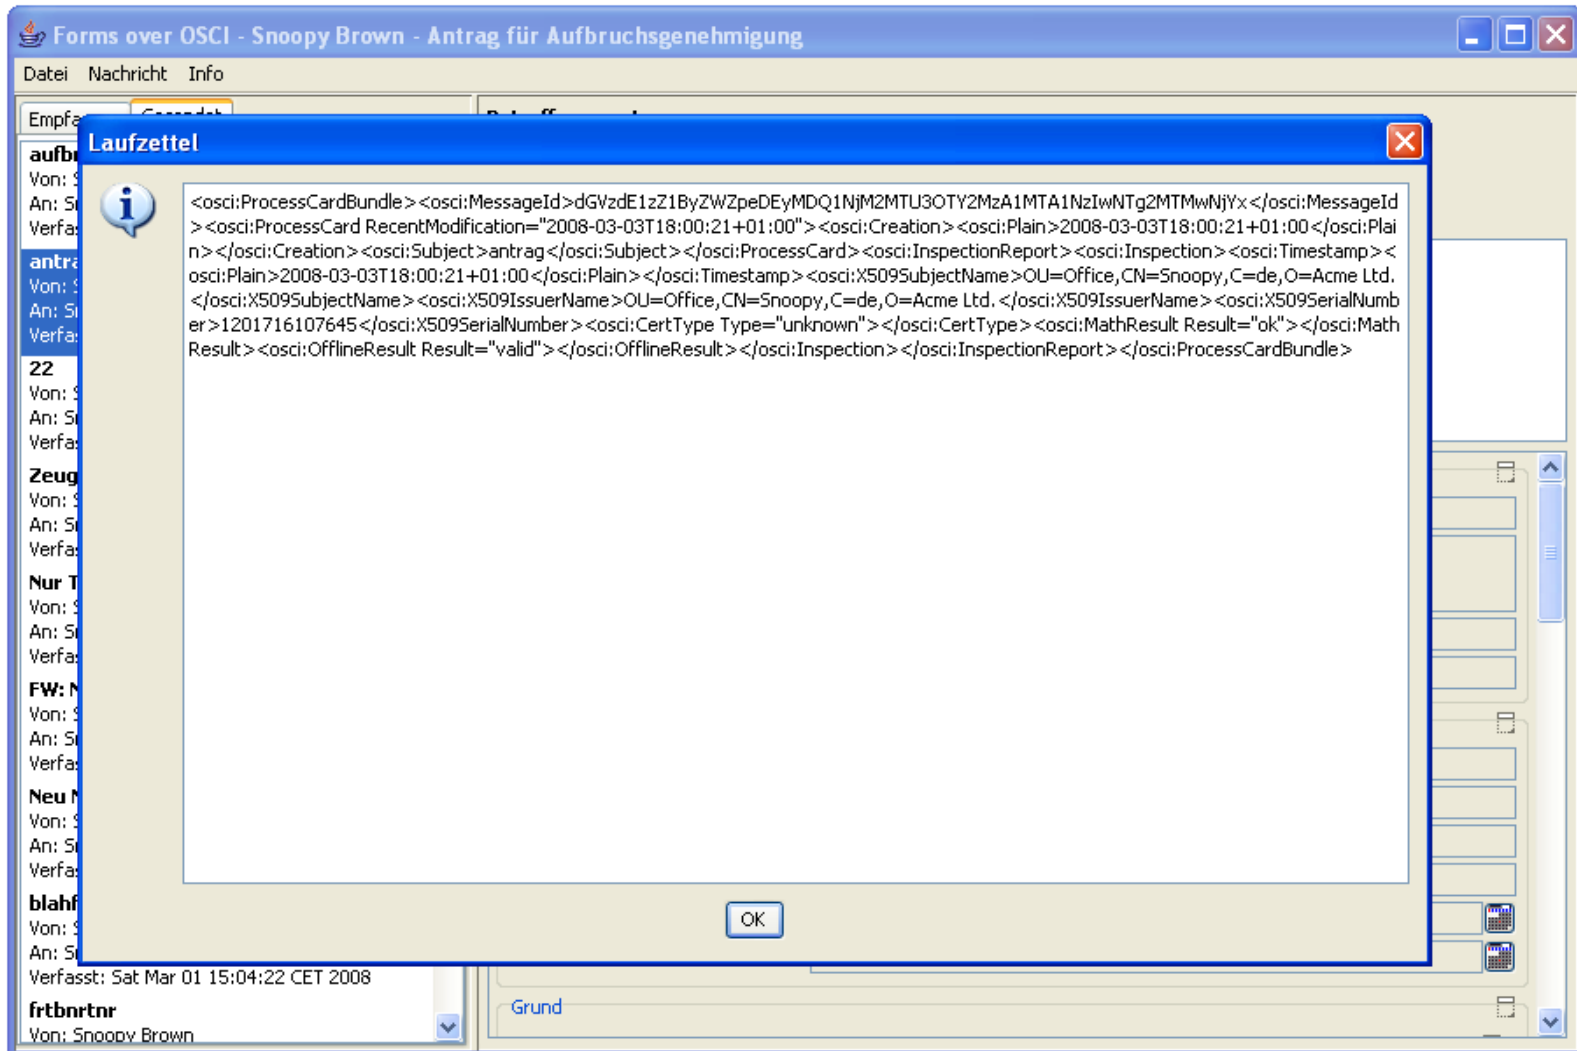 Forms over OSCI - Snoopy Brown - Antrag für Aufbruchsgenehmigung
Datei Nachricht Info
Laufzettel
<osci:ProcessCardBundle><osci:MessageId>dGVzdE1zZ1ByZWZpeDEyMDQ1NjM2MTU3OTY2MzA1MTA1NzIwNTg2MTMwNjYx</osci:MessageId
><osci:ProcessCard RecentModification="2008-03-03T18:00:21+01:00"><osci:Creation><osci:Plain>2008-03-03T18:00:21+01:00</osci:Plai
n></osci:Creation><osci:Subject>antrag</osci:Subject></osci:ProcessCard><osci:InspectionReport><osci:Inspection><osci:Timestamp><
osci:Plain>2008-03-03T18:00:21+01:00</osci:Plain></osci:Timestamp><osci:X509SubjectName>OU=Office,CN=Snoopy,C=de,O=Acme Ltd.
</osci:X509SubjectName><osci:X509IssuerName>OU=Office,CN=Snoopy,C=de,O=Acme Ltd.</osci:X509IssuerName><osci:X509SerialNumb
er>1201716107645</osci:X509SerialNumber><osci:CertType Type="unknown"></osci:CertType><osci:MathResult Result="ok"></osci:Math
Result><osci:OfflineResult Result="valid"></osci:OfflineResult></osci:Inspection></osci:InspectionReport></osci:ProcessCardBundle>
OK
Von:
An:
22
Von:
An:
Von:
An:
Nur
Von:
An:
FW:
Von:
An:
Neu
Von:
An:
Von:
An:
Verfasst: Sat Mar 01 15:04:22 CET 2008
frtbnrtnr
Von: Snoopy Brown
Grund